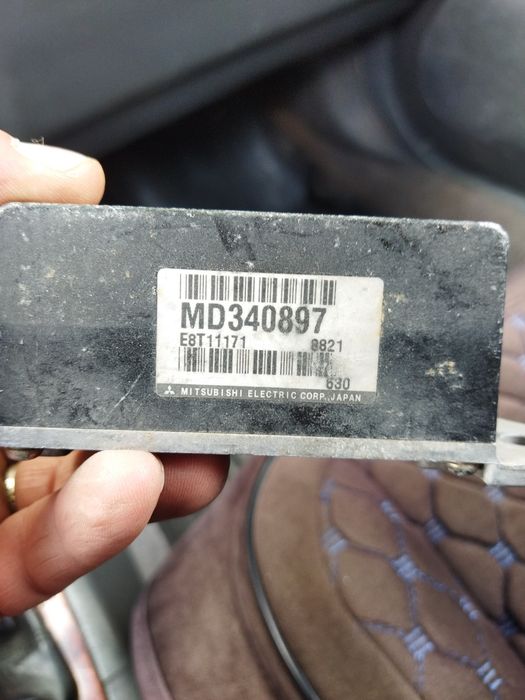 MD340897
E8T11171 8821
630
MITSUBISHI ELECTRIC CORP. JAPAN